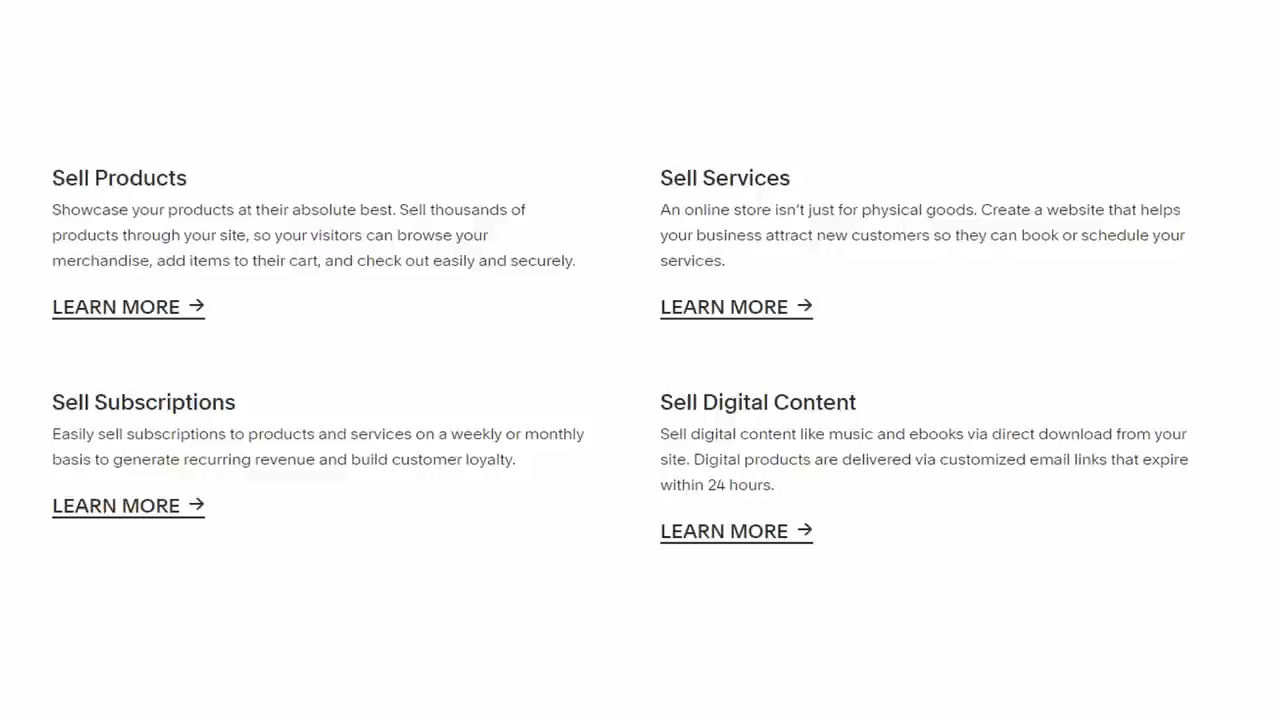 Sell Products
Showcase your products at their absolute best. Sell thousands of
products through your site, so your visitors can browse your
merchandise, add items to their cart, and check out easily and securely.
LEARN MORE →
Sell Services
An online store isn't just for physical goods. Create a website that helps
your business attract new customers so they can book or schedule your
services.
LEARN MORE →
Sell Subscriptions
Easily sell subscriptions to products and services on a weekly or monthly
basis to generate recurring revenue and build customer loyalty.
LEARN MORE →
Sell Digital Content
Sell digital content like music and ebooks via direct download from your
site. Digital products are delivered via customized email links that expire
within 24 hours.
LEARN MORE →